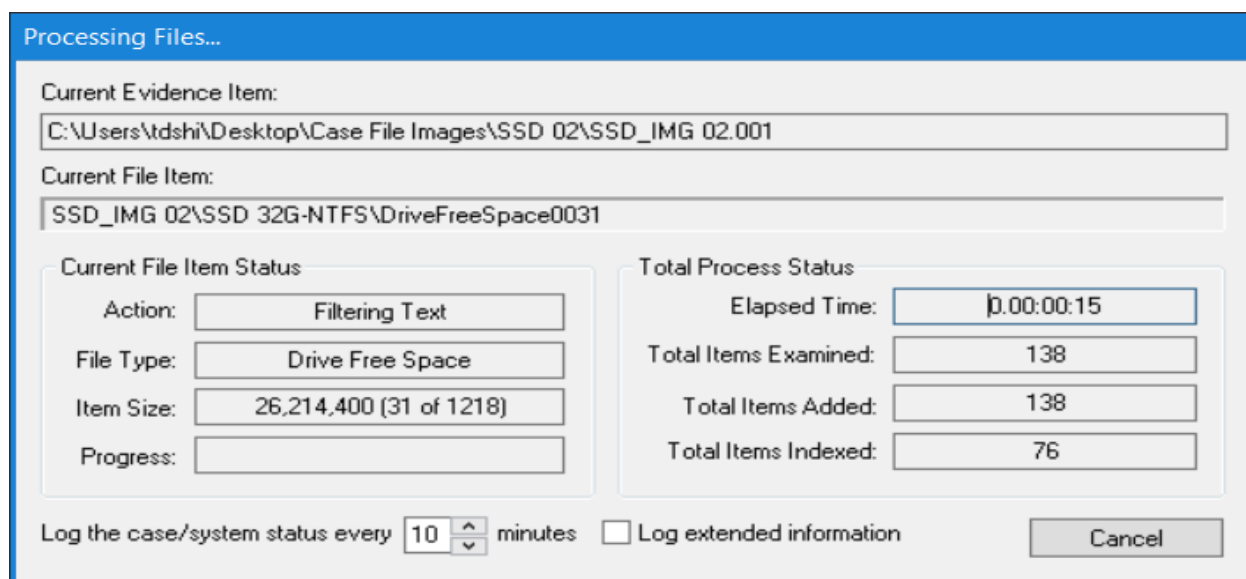 Processing Files...
Current Evidence Item:
C:\Users\tdshi\Desktop\Case File Images\SSD 02\SSD_IMG 02.001
Current File Item:
SSD_IMG 02\SSD 32G-NTFS\DriveFreeSpace0031
Current File Item Status
Action: Filtering Text
File Type: Drive Free Space
Item Size: 26,214,400 (31 of 1218)
Progress:
Total Process Status
Elapsed Time: 0.00:00:15
Total Items Examined: 138
Total Items Added: 138
Total Items Indexed: 76
Log the case/system status every 10 minutes Log extended information Cancel